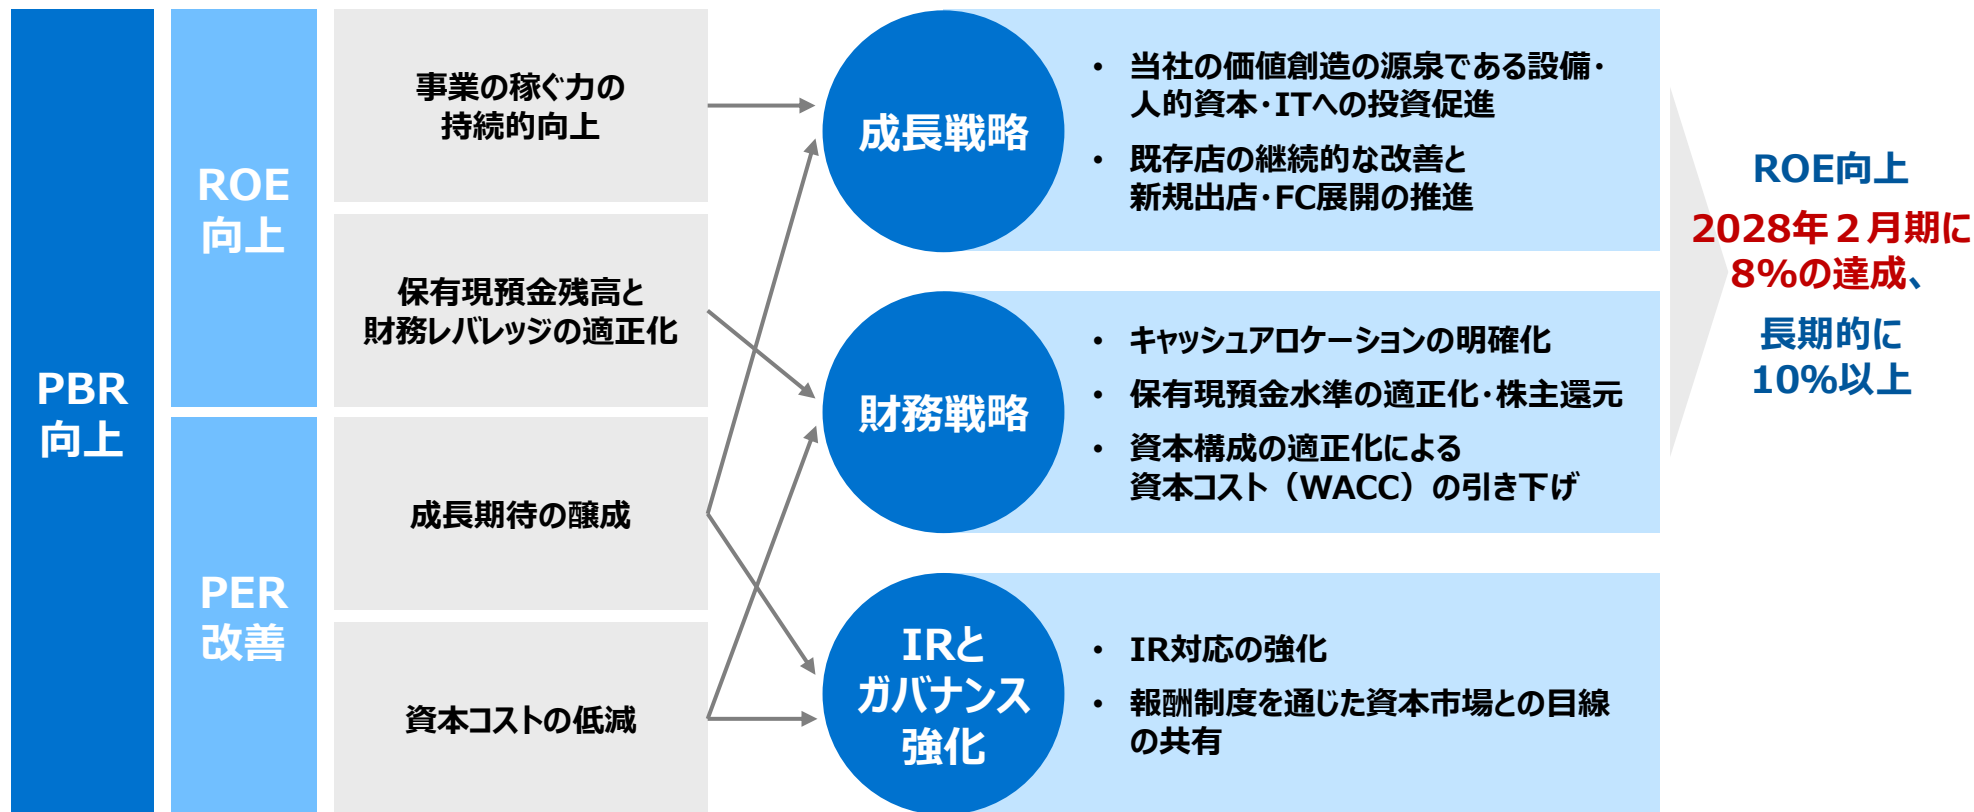 PBR
向上
ROE
向上
PER
改善
事業の稼ぐ力の
持続的向上
保有現預金残高と
財務レバレッジの適正化
成長期待の醸成
資本コストの低減
成長戦略
• 当社の価値創造の源泉である設備・
人的資本・ITへの投資促進
• 既存店の継続的な改善と
新規出店・FC展開の推進
財務戦略
• キャッシュアロケーションの明確化
• 保有現預金水準の適正化・株主還元
• 資本構成の適正化による
資本コスト（WACC）の引き下げ
IRと
ガバナンス
強化
• IR対応の強化
• 報酬制度を通じた資本市場との目線
の共有
ROE向上
2028年２月期に
8%の達成、
長期的に
10%以上